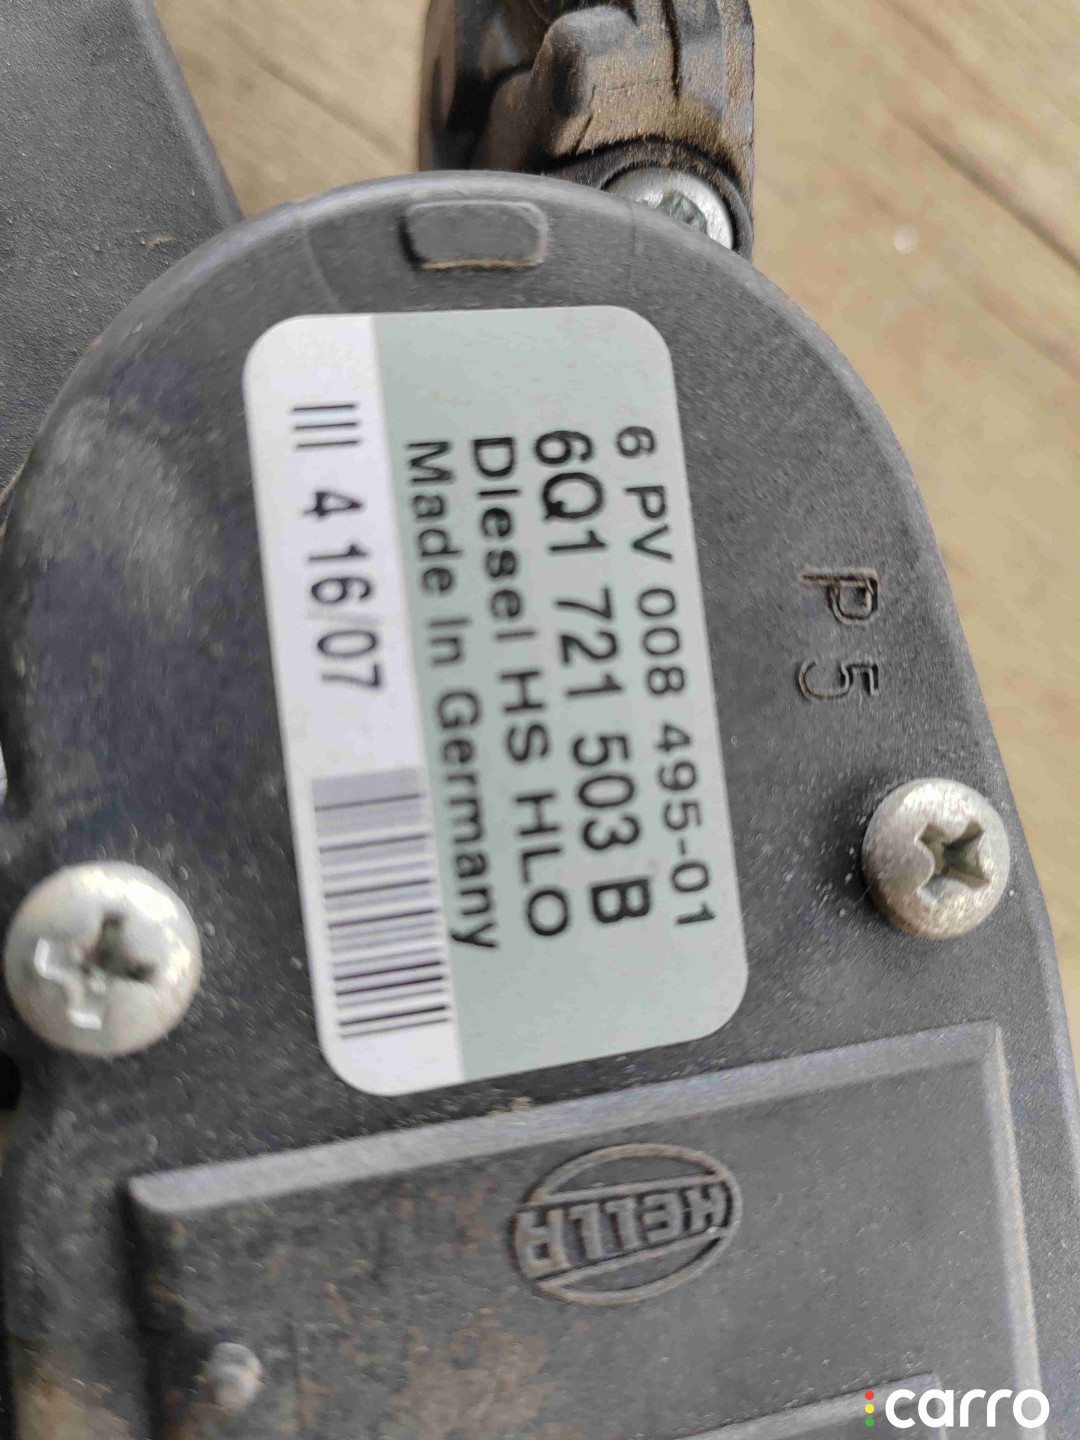 6 PV 008 495-01
6Q1 721 503 B
Diesel HS HLO
Made In Germany
4 16/07
P5
HELLA
carro